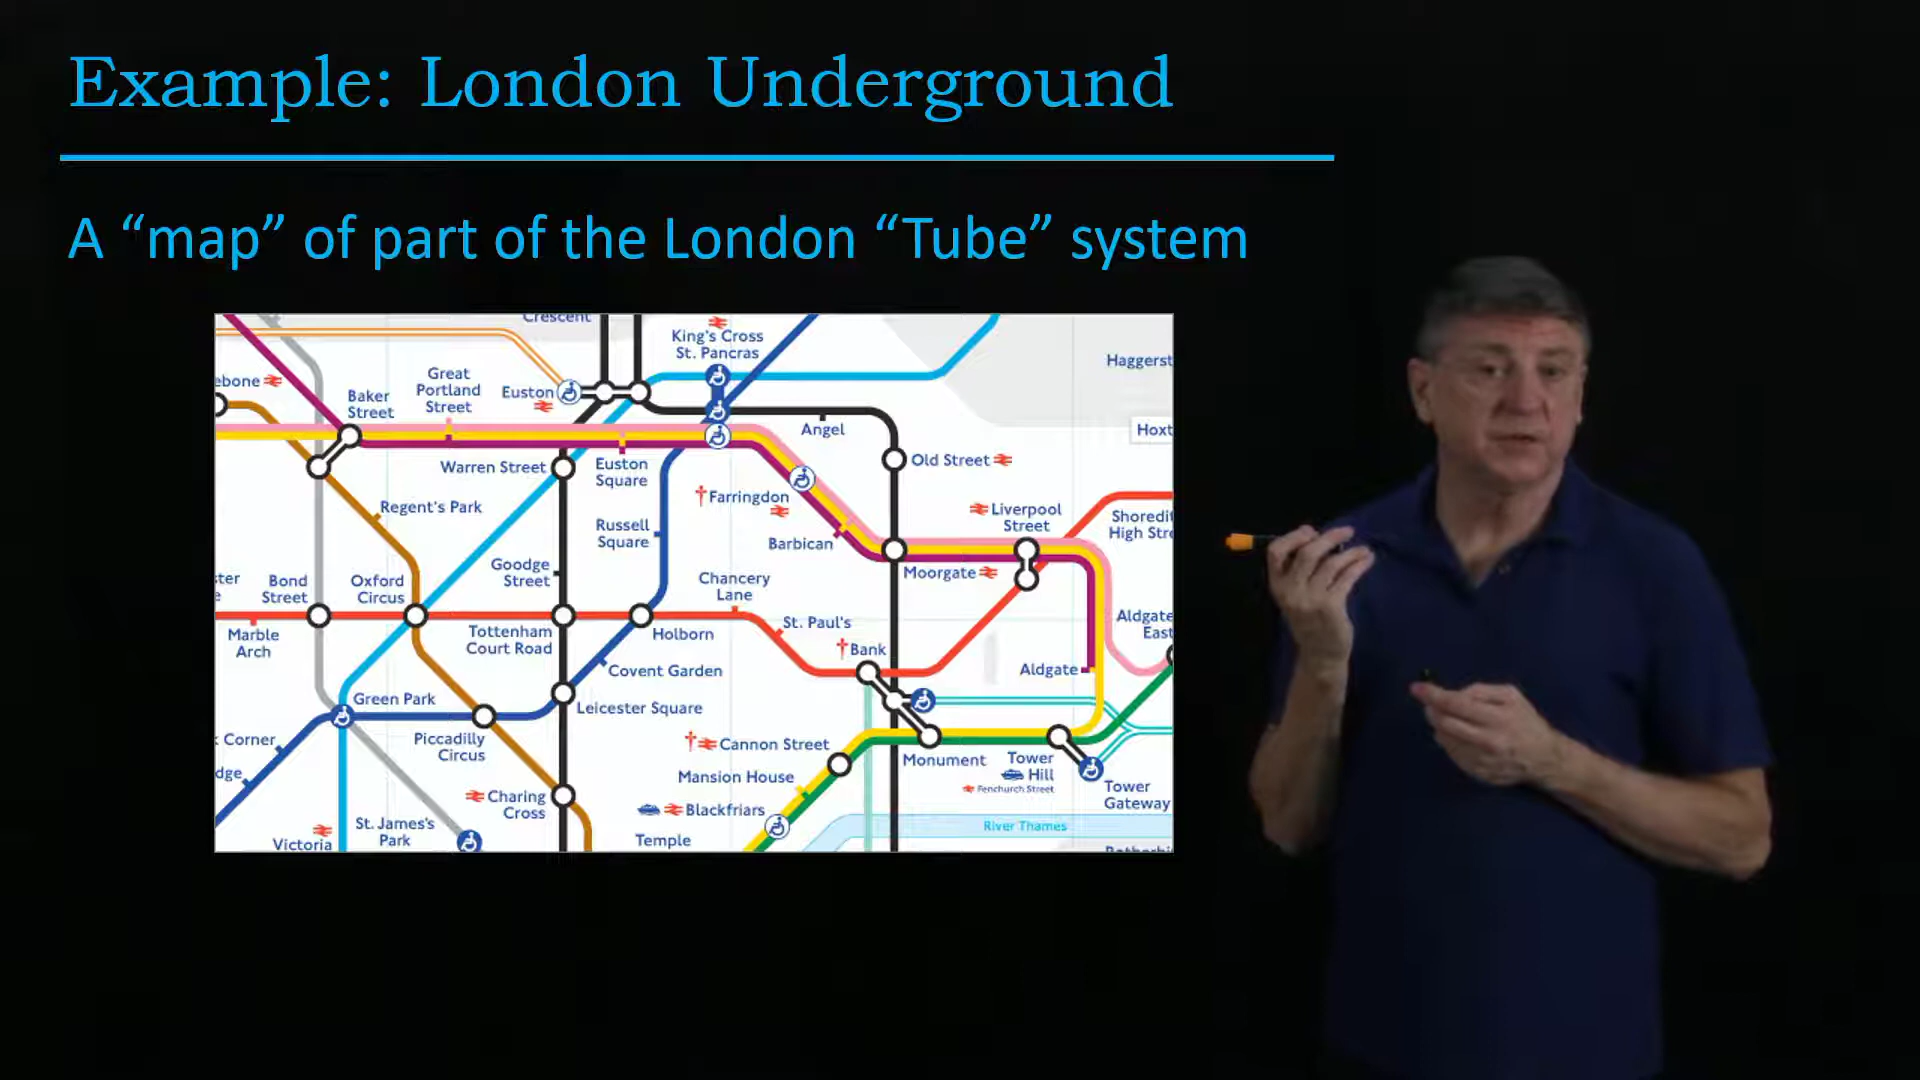 Example: London Underground
A “map” of part of the London “Tube” system
Crescent
King's Cross
St. Pancras
Haggerst
ebone
Great
Portland
Street
Euston
Baker
Street
Angel
Hoxt
Warren Street
Euston
Square
Old Street
Regent's Park
†Farringdon
Liverpool
Street
Shoredit
High Stre
Russell
Square
Barbican
Goodge
Street
Moorgate
ster
e
Bond
Street
Oxford
Circus
Chancery
Lane
Marble
Arch
Tottenham
Court Road
Holborn
St. Paul's
Aldgate
East
†Bank
Covent Garden
Aldgate
Green Park
Leicester Square
Corner
Piccadilly
Circus
†Cannon Street
Monument
Tower
Hill
Fenchurch Street
dge
Mansion House
Tower
Gateway
Charing
Cross
Blackfriars
St. James's
Park
Victoria
Temple
River Thames